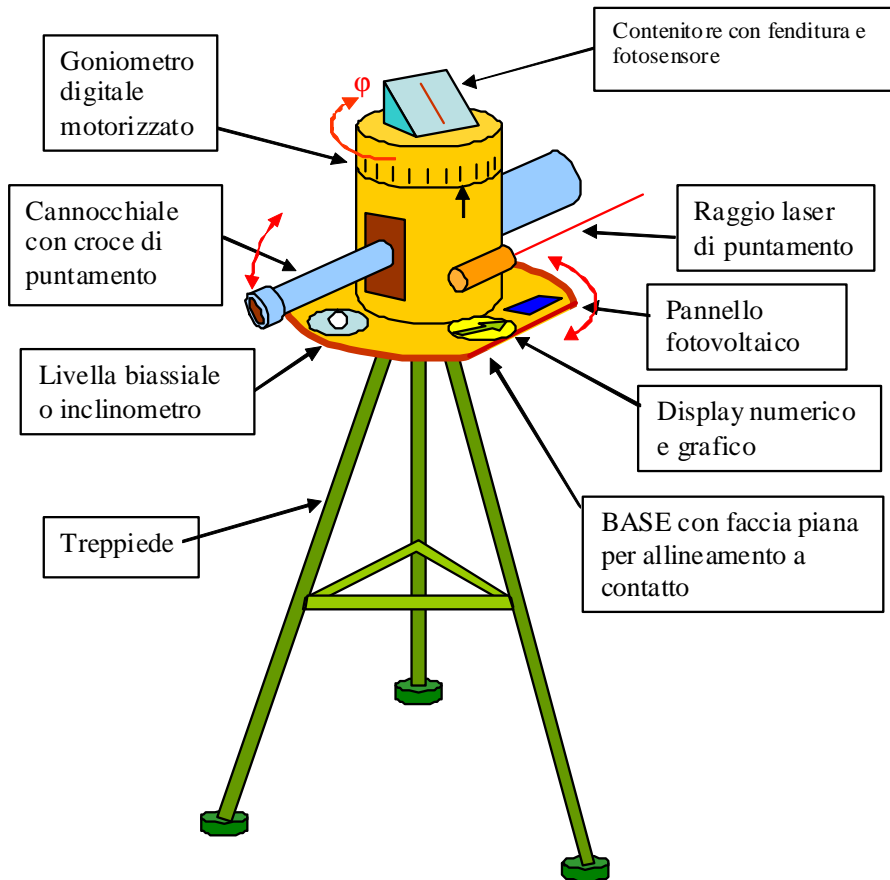 Contenitore con fenditura e
fotosensore
Goniometro
digitale
motorizzato
φ
Cannocchiale
con croce di
puntamento
Raggio laser
di puntamento
Pannello
fotovoltaico
Livella biassiale
o inclinometro
Display numerico
e grafico
Treppiede
BASE con faccia piana
per allineamento a
contatto